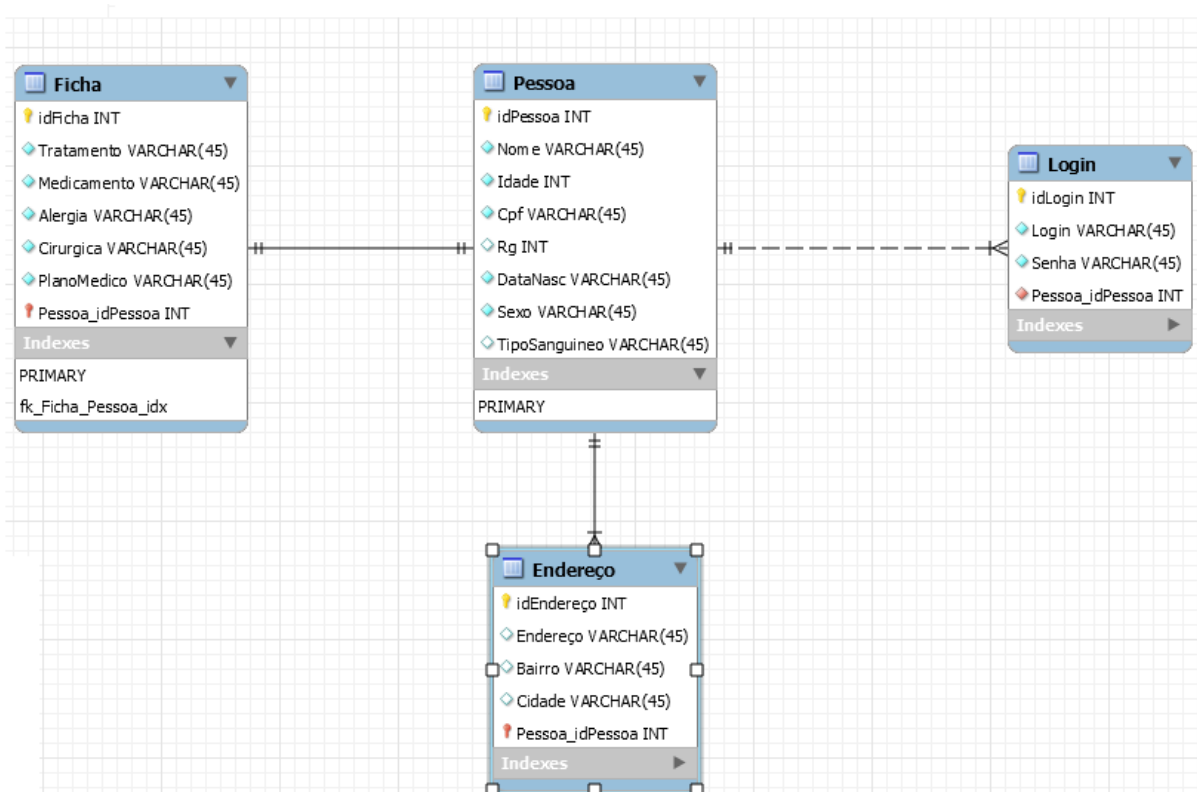 Ficha
idFicha INT
Tratamento VARCHAR(45)
Medicamento VARCHAR(45)
Alergia VARCHAR(45)
Cirurgica VARCHAR(45)
PlanoMedico VARCHAR(45)
Pessoa_idPessoa INT
Indexes
PRIMARY
fk_Ficha_Pessoa_idx
Pessoa
idPessoa INT
Nome VARCHAR(45)
Idade INT
Cpf VARCHAR(45)
Rg INT
DataNasc VARCHAR(45)
Sexo VARCHAR(45)
TipoSanguineo VARCHAR(45)
Indexes
PRIMARY
Login
idLogin INT
Login VARCHAR(45)
Senha VARCHAR(45)
Pessoa_idPessoa INT
Indexes
Endereço
idEndereço INT
Endereço VARCHAR(45)
Bairro VARCHAR(45)
Cidade VARCHAR(45)
Pessoa_idPessoa INT
Indexes